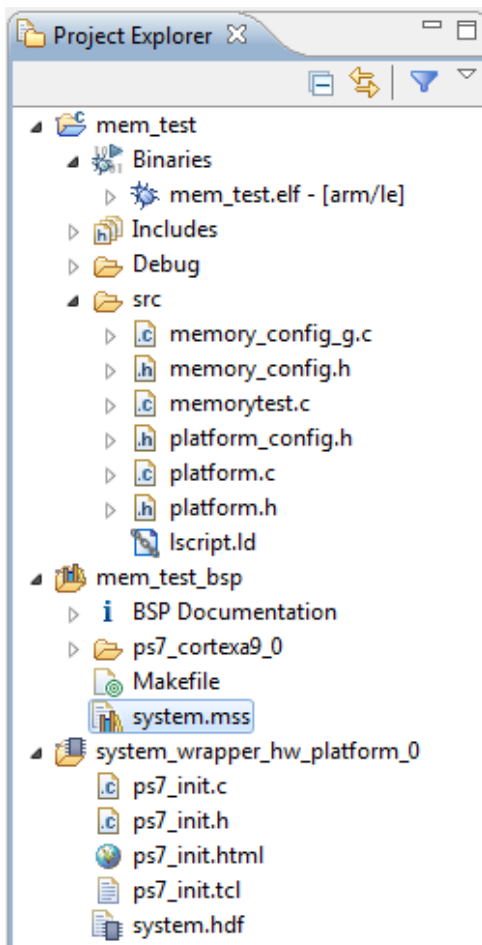 Project Explorer
mem_test
Binaries
mem_test.elf - [arm/le]
Includes
Debug
src
memory_config_g.c
memory_config.h
memorytest.c
platform_config.h
platform.c
platform.h
lscript.ld
mem_test_bsp
BSP Documentation
ps7_cortexa9_0
Makefile
system.mss
system_wrapper_hw_platform_0
ps7_init.c
ps7_init.h
ps7_init.html
ps7_init.tcl
system.hdf